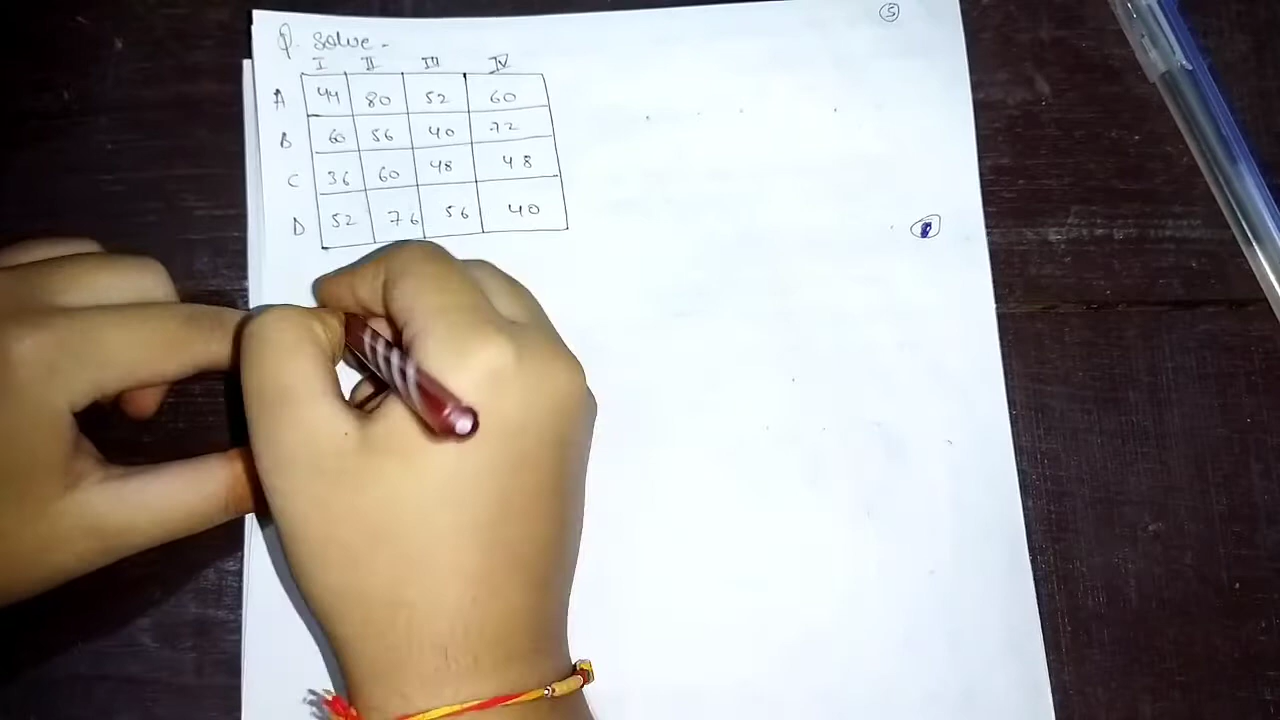 ⑤
Q. Solve.
I II III IV
A 44 80 52 60
B 60 56 40 72
C 36 60 48 48
D 52 76 56 40